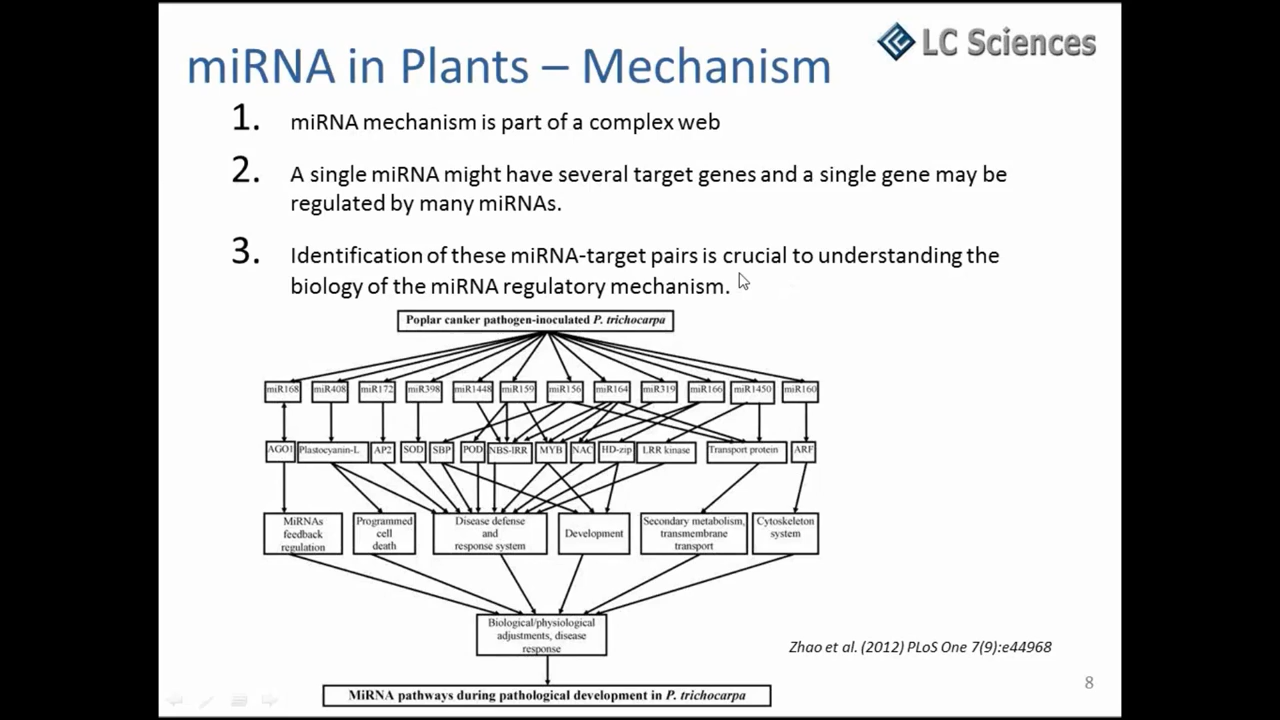 LC Sciences
miRNA in Plants – Mechanism
1. miRNA mechanism is part of a complex web
2. A single miRNA might have several target genes and a single gene may be
regulated by many miRNAs.
3. Identification of these miRNA-target pairs is crucial to understanding the
biology of the miRNA regulatory mechanism.
Poplar canker pathogen-inoculated P. trichocarpa
miR168 miR408 miR172 miR398 miR1448 miR159 miR156 miR164 miR319 miR166 miR1450 miR160
AGO1 Plastocyanin-L AP2 SOD SBP POD NBS-lRR MYB NAC HD-zip LRR kinase Transport protein ARF
MiRNAs
feedback
regulation
Programmed
cell
death
Disease defense
and
response system
Development
Secondary metabolism,
transmembrane
transport
Cytoskeleton
system
Biological/physiological
adjustments, disease
response
MiRNA pathways during pathological development in P. trichocarpa
Zhao et al. (2012) PLoS One 7(9):e44968
8